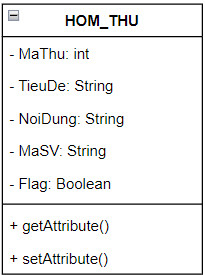 HOM_THU
- MaThu: int
- TieuDe: String
- NoiDung: String
- MaSV: String
- Flag: Boolean
+ getAttribute()
+ setAttribute()